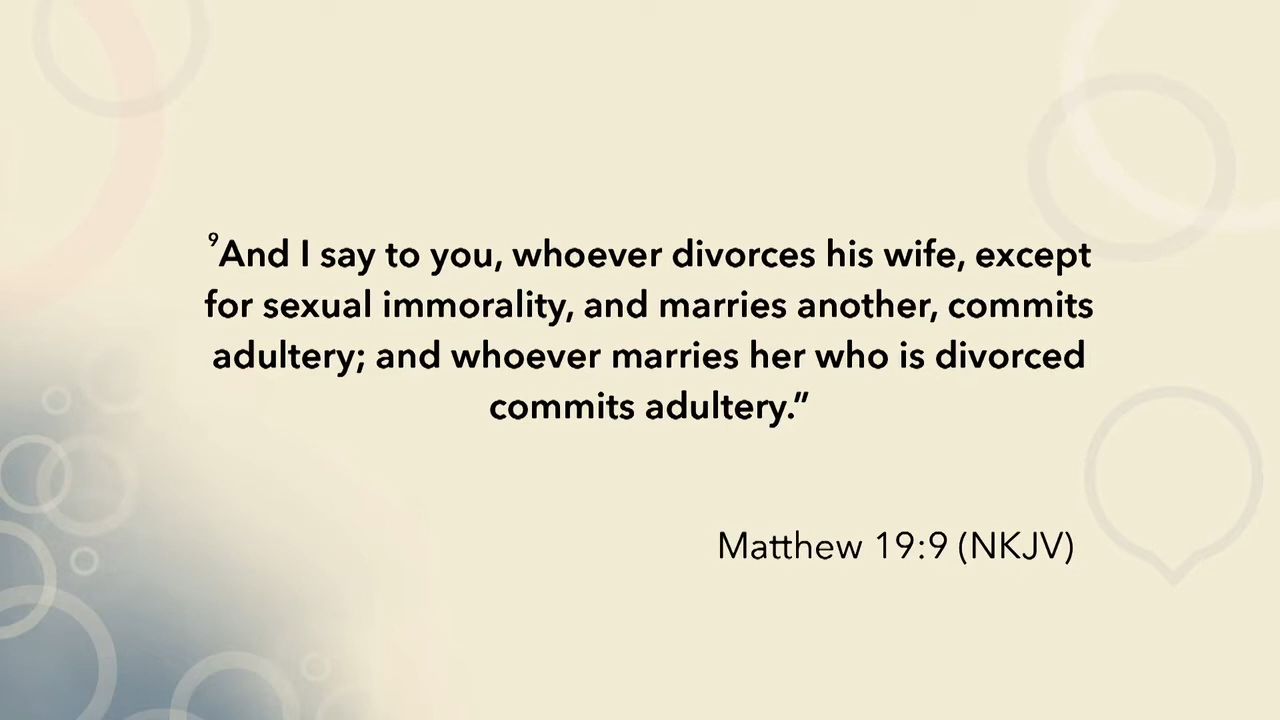 ⁹And I say to you, whoever divorces his wife, except
for sexual immorality, and marries another, commits
adultery; and whoever marries her who is divorced
commits adultery.”
Matthew 19:9 (NKJV)